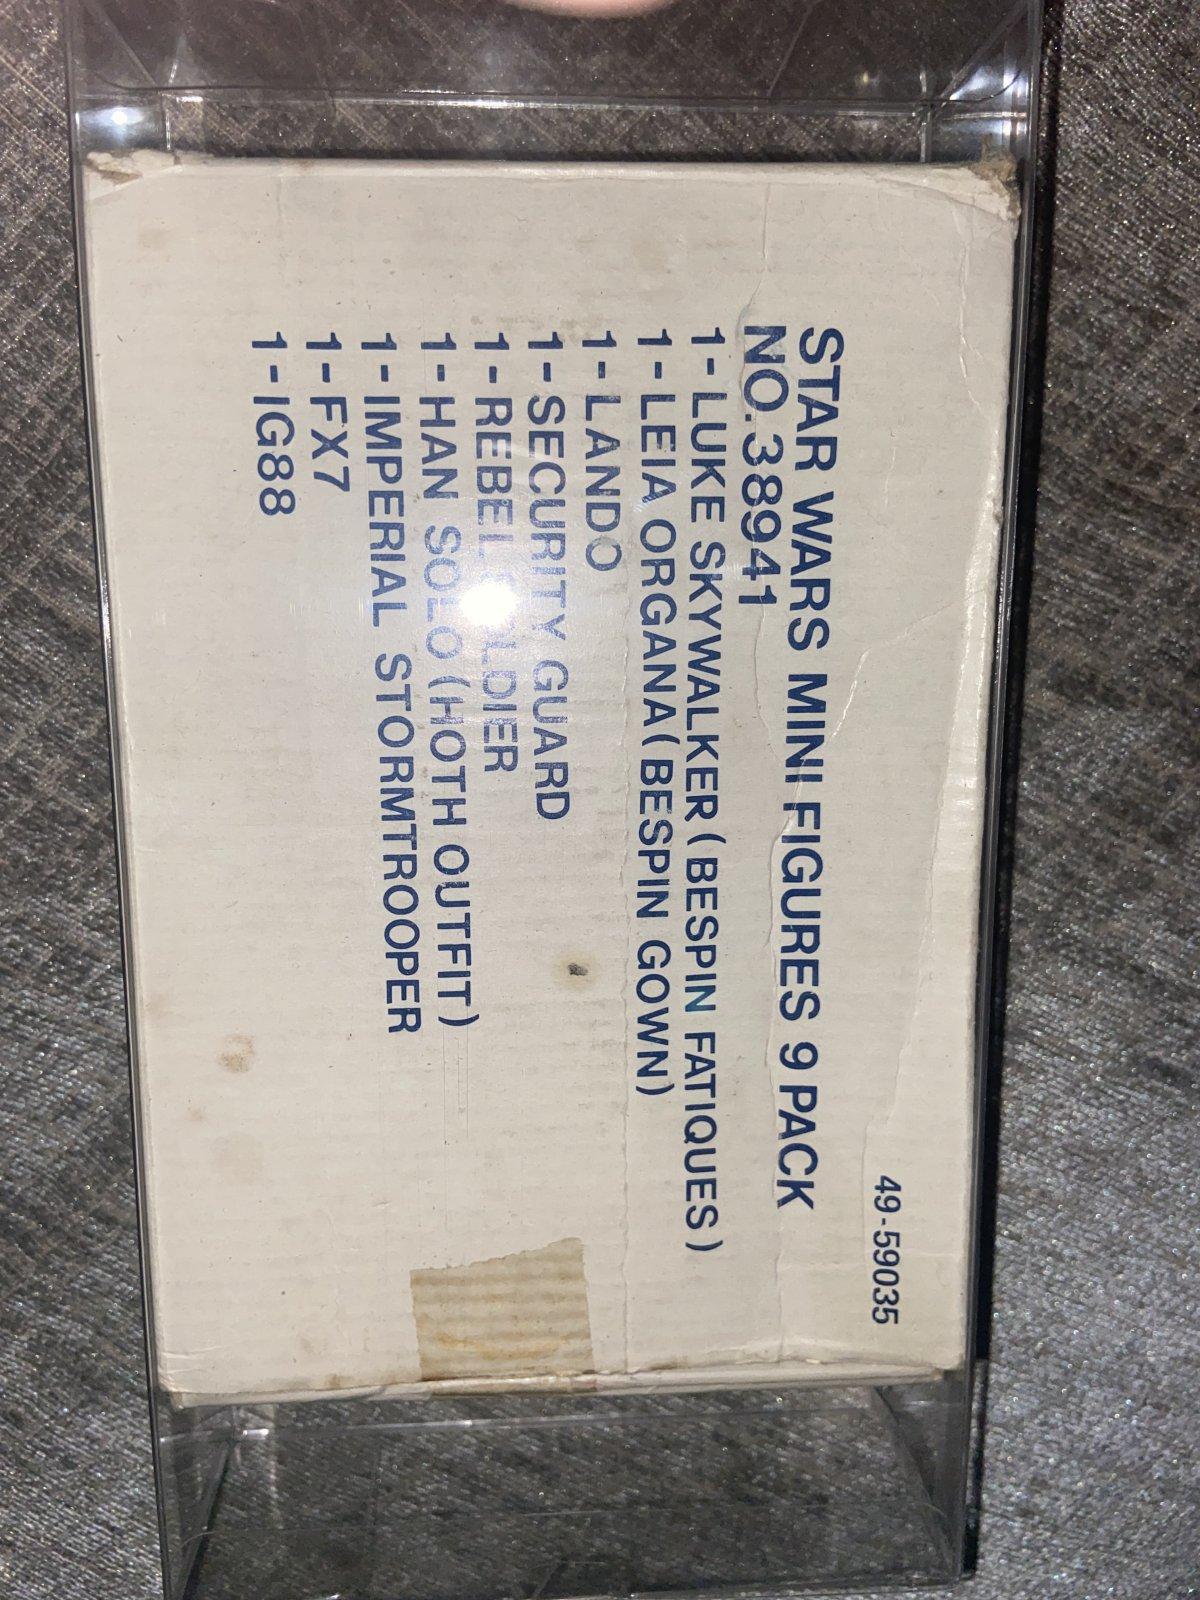 49-59035
STAR WARS MINI FIGURES 9 PACK
NO. 38941
1- LUKE SKYWALKER (BESPIN FATIQUES)
1- LEIA ORGANA (BESPIN GOWN)
1- LANDO
1- SECURITY GUARD
1- REBEL
1- HAN SOLO (HOTH OUTFIT)
1- IMPERIAL STORMTROOPER
1- FX7
1- IG88